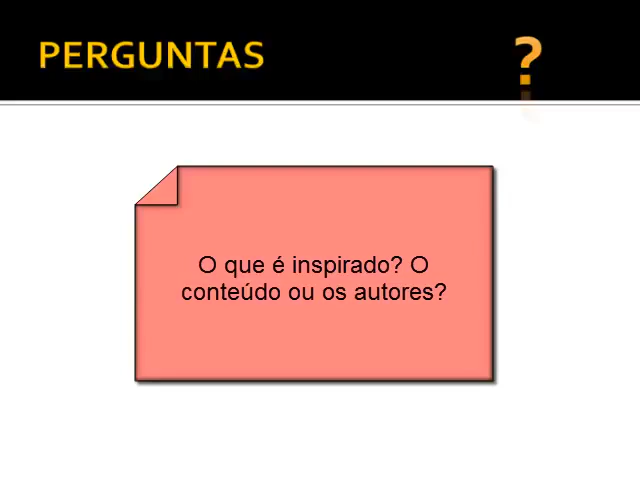 PERGUNTAS ?
O que é inspirado? O
conteúdo ou os autores?